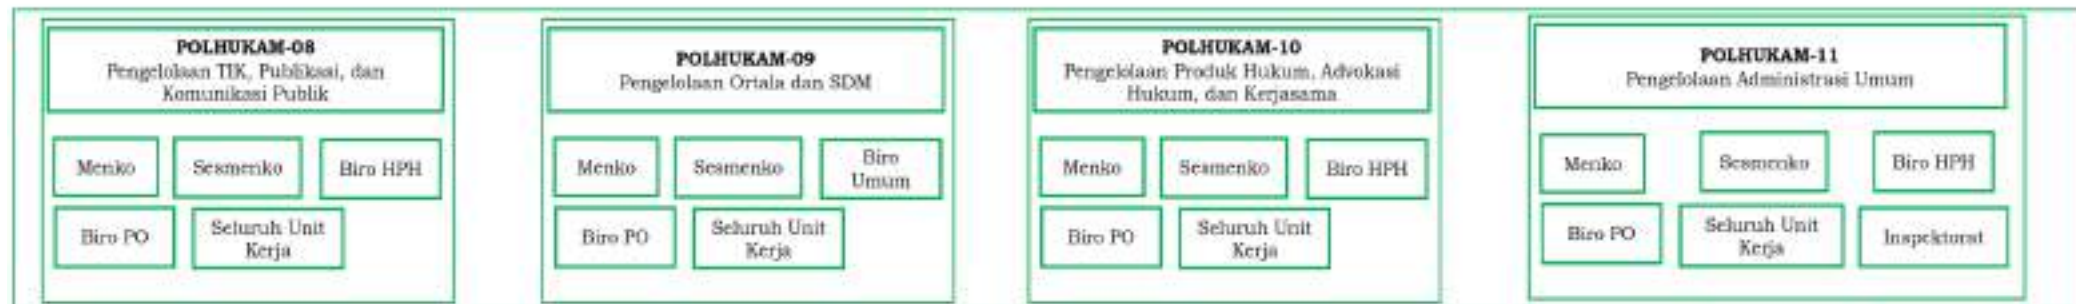 POLHUKAM-08
Pengelolaan TIK, Publikasi, dan
Komunikasi Publik
Menko
Sesmenko
Biro HPH
Biro PO
Seluruh Unit
Kerja
POLHUKAM-09
Pengelolaan Ortala dan SDM
Menko
Sesmenko
Biro
Umum
Biro PO
Seluruh Unit
Kerja
POLHUKAM-10
Pengelolaan Produk Hukum, Advokasi
Hukum, dan Kerjasama
Menko
Sesmenko
Biro HPH
Biro PO
Seluruh Unit
Kerja
POLHUKAM-11
Pengelolaan Administrasi Umum
Menko
Sesmenko
Biro HPH
Biro PO
Seluruh Unit
Kerja
Inspektorat